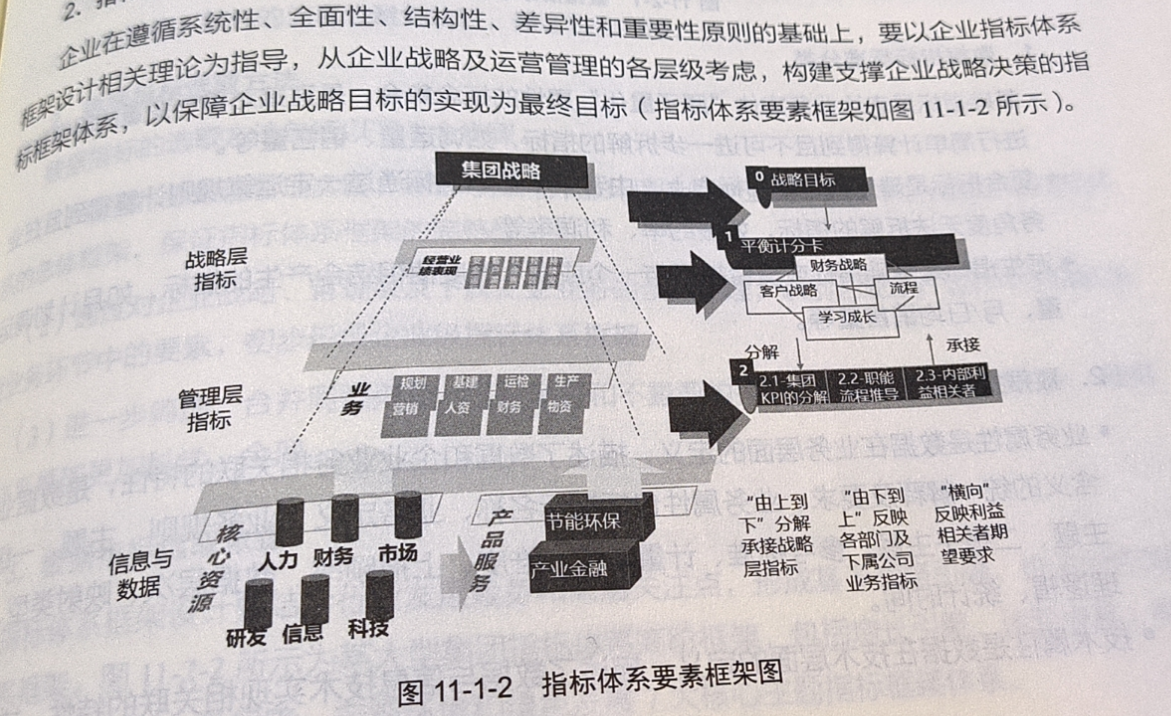 2. 指
企业在遵循系统性、全面性、结构性、差异性和重要性原则的基础上，要以企业指标体系
框架设计相关理论为指导，从企业战略及运营管理的各层级考虑，构建支撑企业战略决策的指
标框架体系，以保障企业战略目标的实现为最终目标（指标体系要素框架如图 11-1-2 所示）。
集团战略
战略层
指标
经营业
绩表现
管理层
指标
业
务
规划 基建 运检 生产
营销 人资 财务 物资
信息与
数据
核
心
资
源
人力 财务 市场
研发 信息 科技
产
品
服
务
节能环保
产业金融
0 战略目标
1 平衡计分卡
财务战略
客户战略
流程
学习成长
分解
承接
2
2.1-集团
KPI的分解
2.2-职能
流程推导
2.3-内部利
益相关者
“由上到
下”分解
承接战略
层指标
“由下到
上”反映
各部门及
下属公司
业务指标
“横向”
反映利益
相关者期
望要求
图 11-1-2 指标体系要素框架图